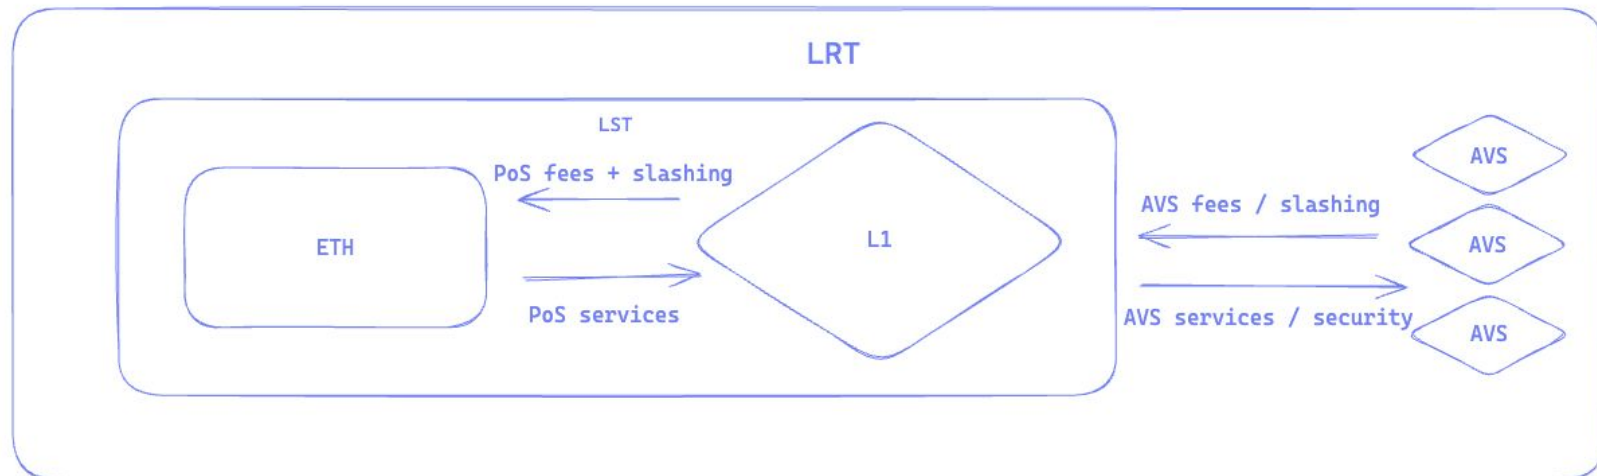 LRT
LST
PoS fees + slashing
ETH
L1
PoS services
AVS fees / slashing
AVS services / security
AVS
AVS
AVS